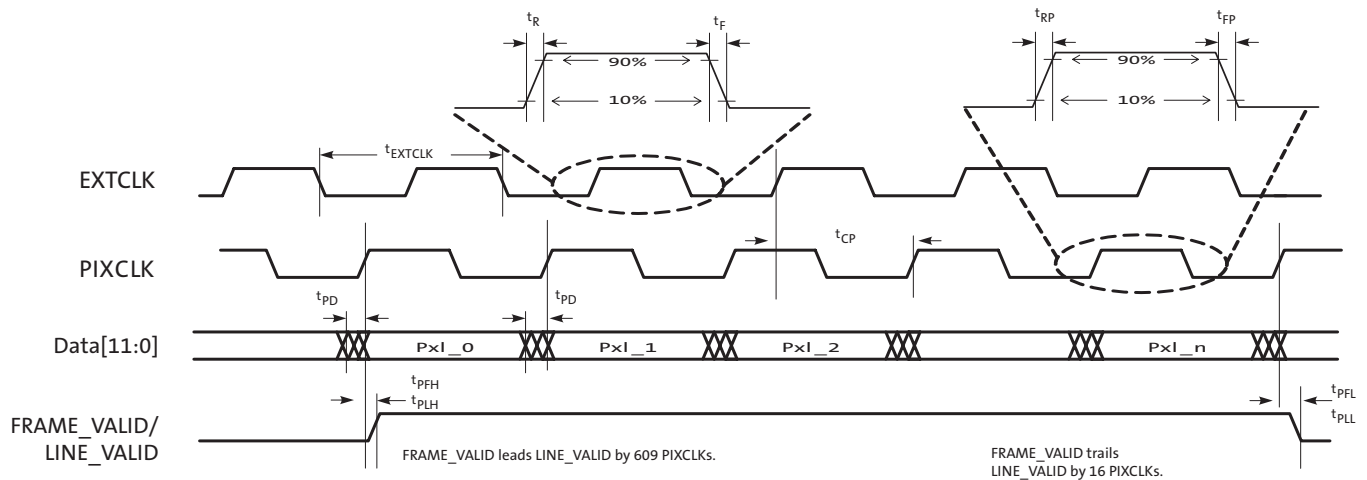 tR
tF
tRP
tFP
90%
90%
10%
10%
tEXTCLK
EXTCLK
tCP
PIXCLK
tPD
tPD
Data[11:0]
Pxl_0
Pxl_1
Pxl_2
Pxl_n
tPFH
tPLH
tPFL
tPLL
FRAME_VALID/
LINE_VALID
FRAME_VALID leads LINE_VALID by 609 PIXCLKs.
FRAME_VALID trails
LINE_VALID by 16 PIXCLKs.